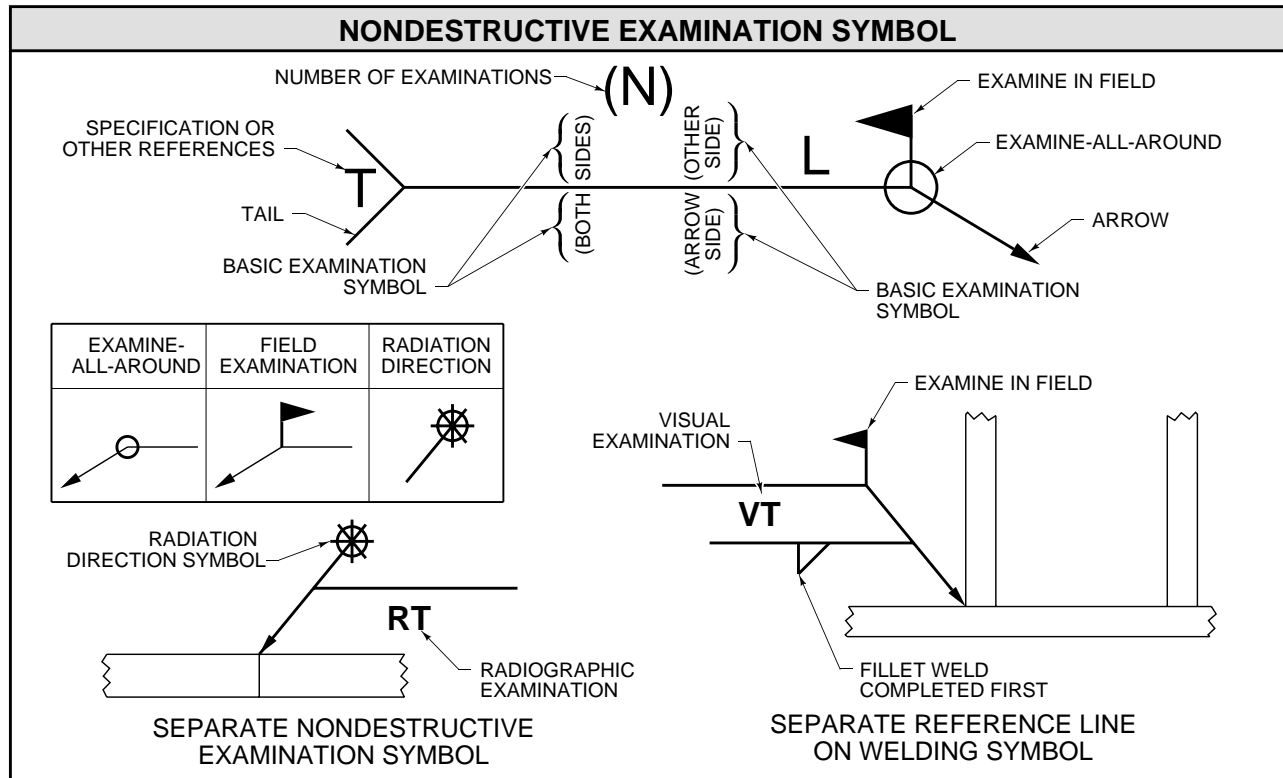 NONDESTRUCTIVE EXAMINATION SYMBOL
NUMBER OF EXAMINATIONS
(N)
EXAMINE IN FIELD
SPECIFICATION OR
OTHER REFERENCES
T
TAIL
(BOTH SIDES)
(OTHER
SIDE)
(ARROW
SIDE)
L
EXAMINE-ALL-AROUND
ARROW
BASIC EXAMINATION
SYMBOL
BASIC EXAMINATION
SYMBOL
EXAMINE-
ALL-AROUND
FIELD
EXAMINATION
RADIATION
DIRECTION
RADIATION
DIRECTION SYMBOL
RT
RADIOGRAPHIC
EXAMINATION
SEPARATE NONDESTRUCTIVE
EXAMINATION SYMBOL
EXAMINE IN FIELD
VISUAL
EXAMINATION
VT
FILLET WELD
COMPLETED FIRST
SEPARATE REFERENCE LINE
ON WELDING SYMBOL